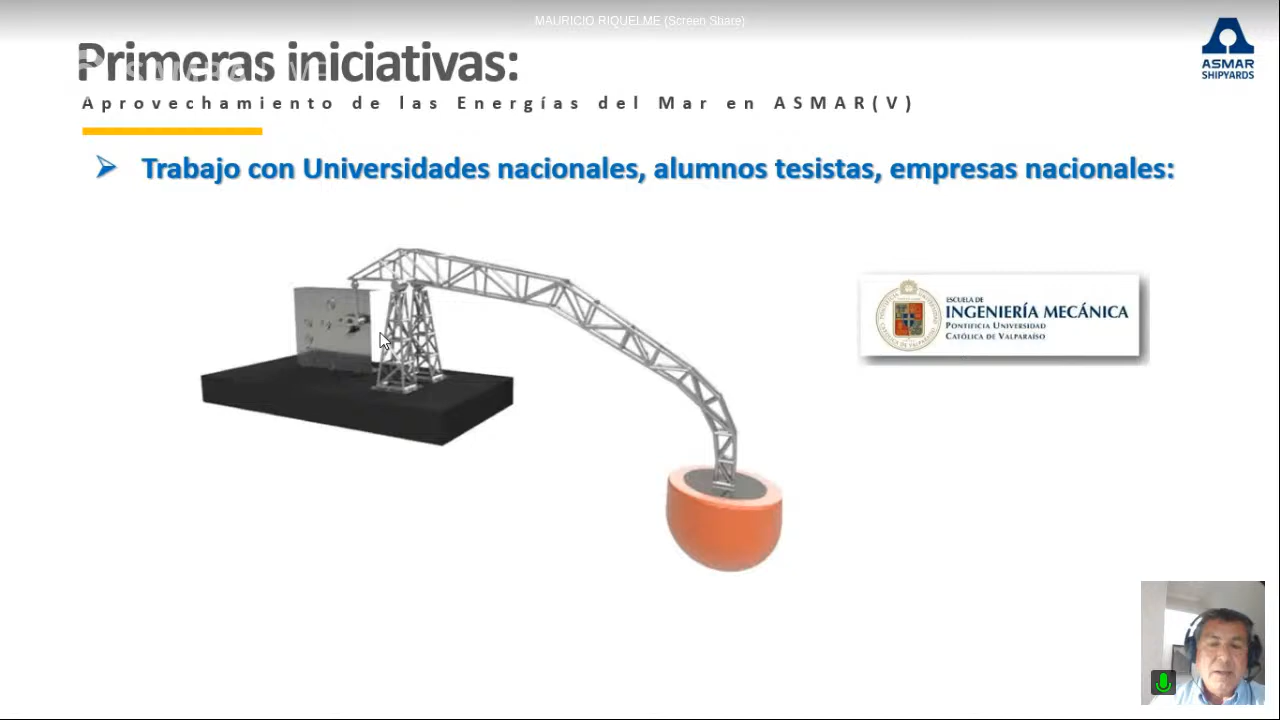 MAURICIO RIQUELME (Screen Share)
Primeras iniciativas:
Aprovechamiento de las Energías del Mar en ASMAR(V)
ASMAR
SHIPYARDS
Trabajo con Universidades nacionales, alumnos tesistas, empresas nacionales:
ESCUELA DE
INGENIERÍA MECÁNICA
PONTIFICIA UNIVERSIDAD
CATÓLICA DE VALPARAÍSO